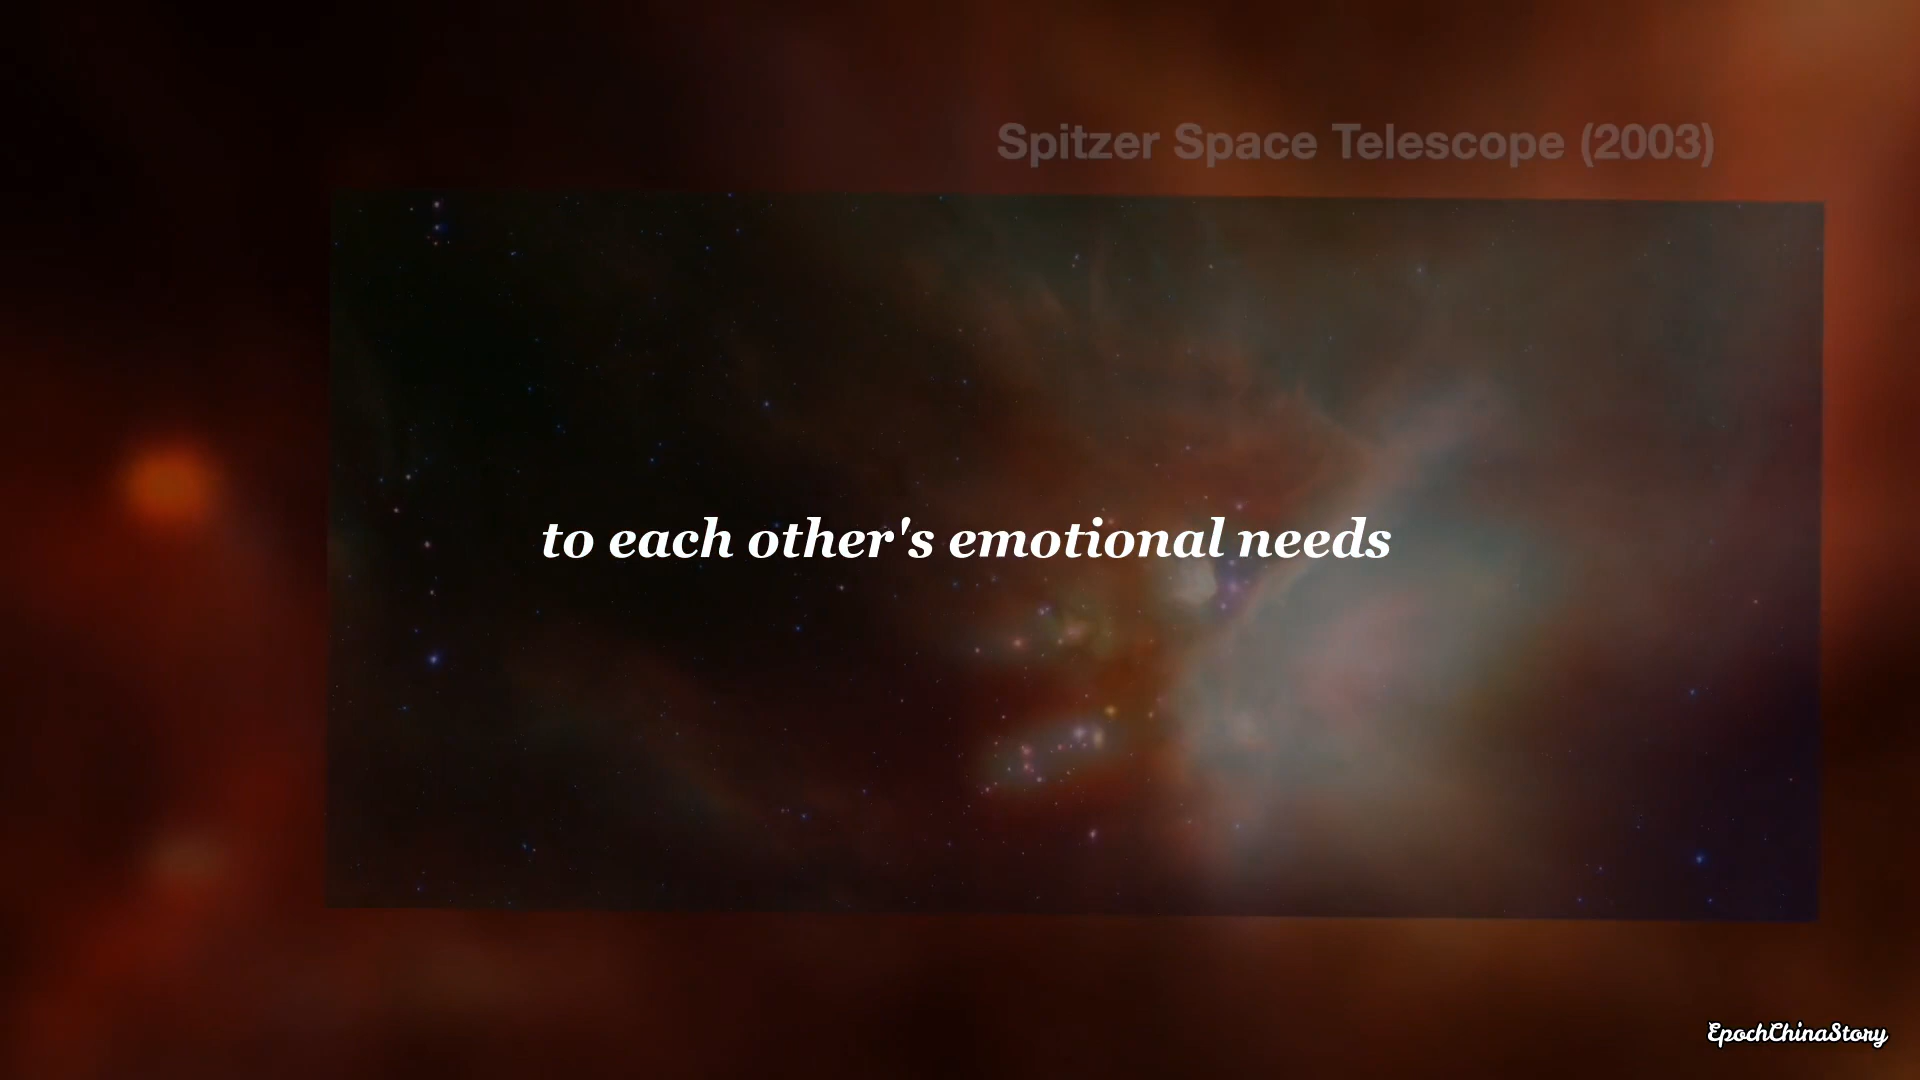 Spitzer Space Telescope (2003)
to each other's emotional needs
EpochChinaStory